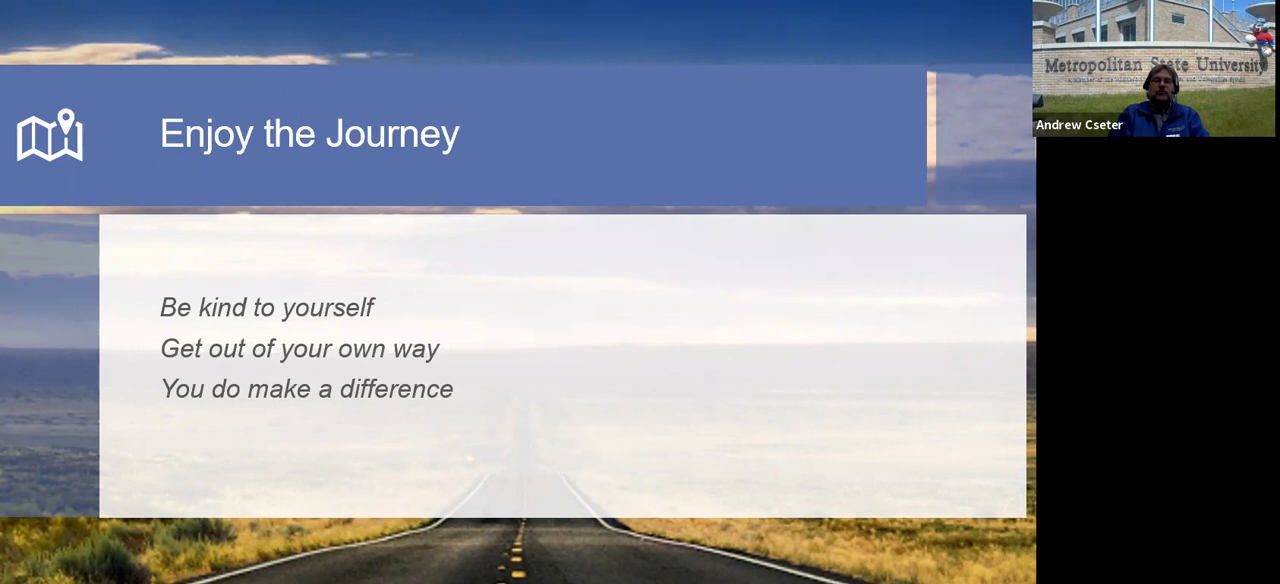 Enjoy the Journey
Be kind to yourself
Get out of your own way
You do make a difference
Metropolitan State University
Andrew Cseter